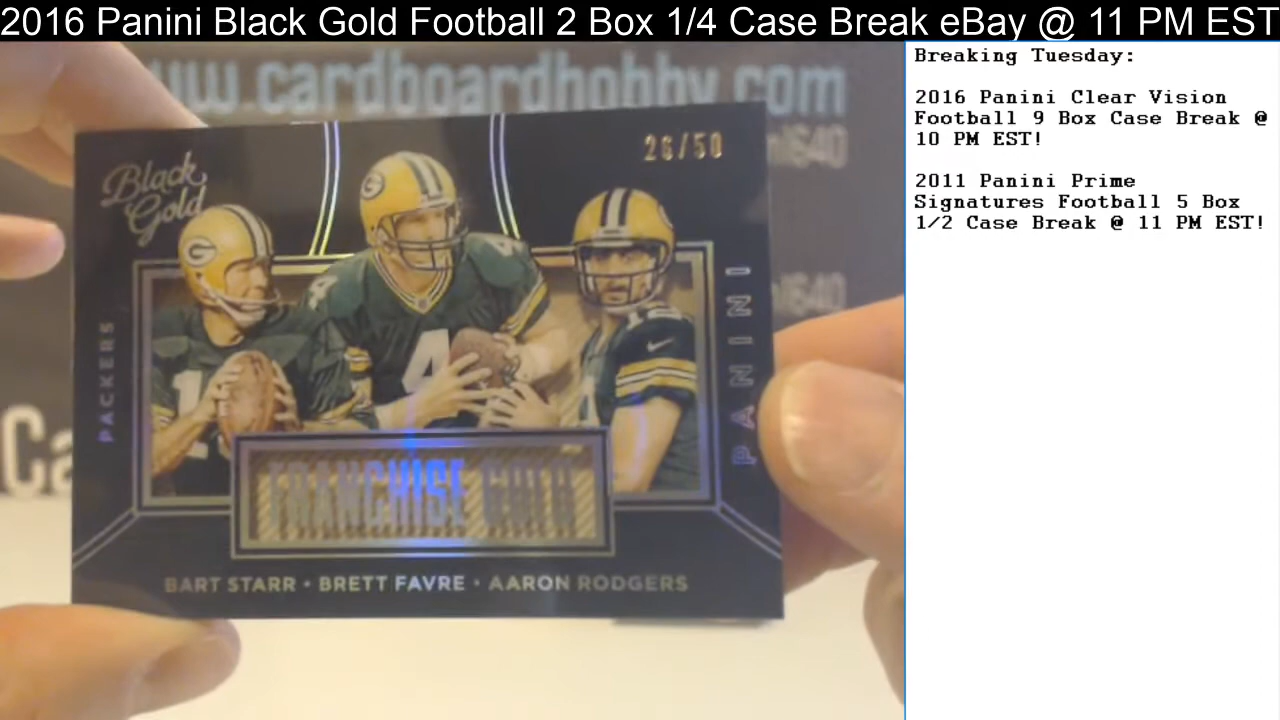 2016 Panini Black Gold Football 2 Box 1/4 Case Break eBay @ 11 PM EST
www.cardboardhobby.com
Black
Gold
26/50
PACKERS
PANINI
FRANCHISE GOLD
BART STARR • BRETT FAVRE • AARON RODGERS
Breaking Tuesday:
2016 Panini Clear Vision
Football 9 Box Case Break @
10 PM EST!
2011 Panini Prime
Signatures Football 5 Box
1/2 Case Break @ 11 PM EST!